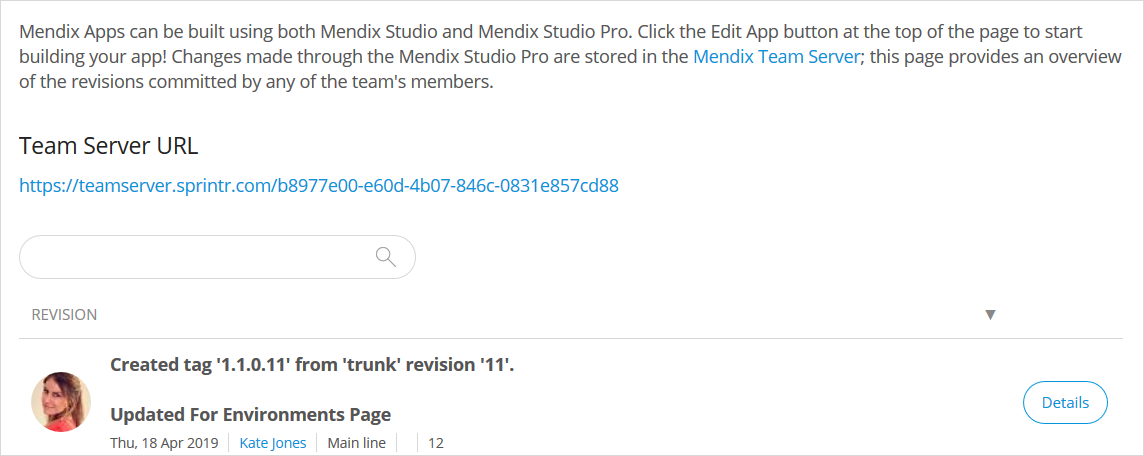 Mendix Apps can be built using both Mendix Studio and Mendix Studio Pro. Click the Edit App button at the top of the page to start
building your app! Changes made through the Mendix Studio Pro are stored in the Mendix Team Server; this page provides an overview
of the revisions committed by any of the team's members.
Team Server URL
https://teamserver.sprintr.com/b8977e00-e60d-4b07-846c-0831e857cd88
REVISION ▼
Created tag '1.1.0.11' from 'trunk' revision '11'.
Updated For Environments Page
Details
Thu, 18 Apr 2019 Kate Jones Main line 12